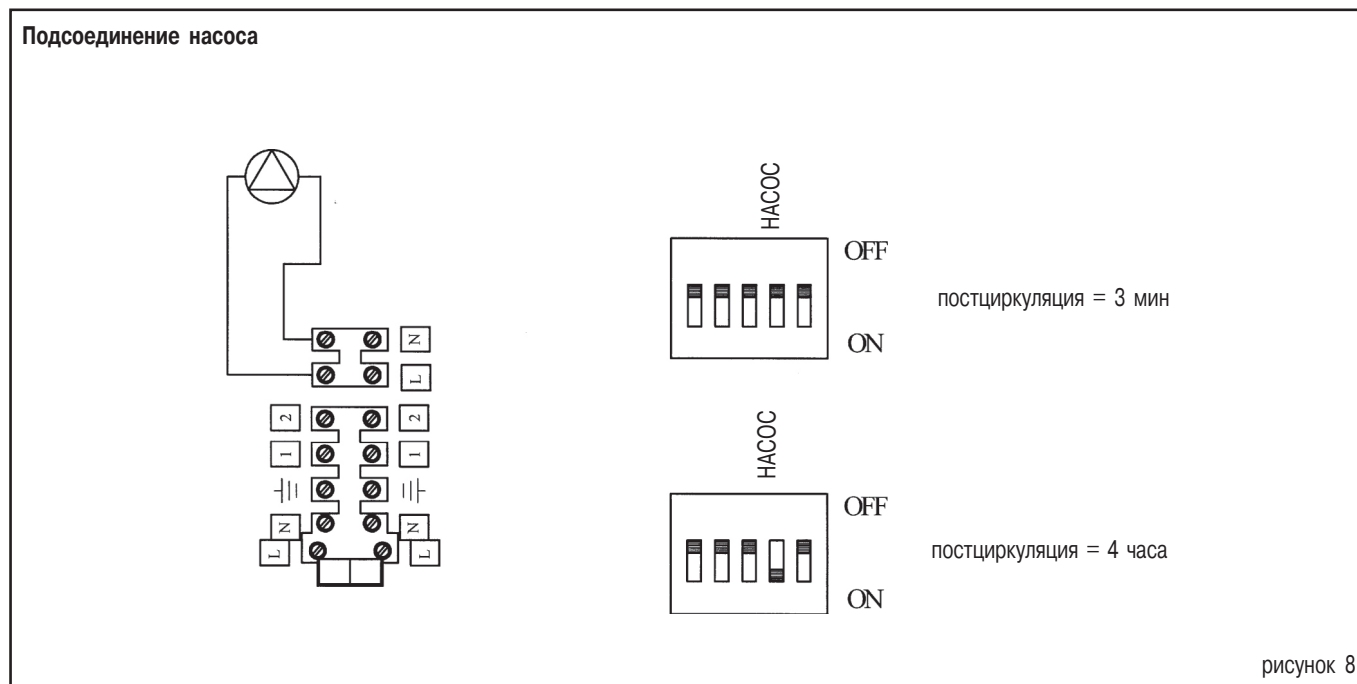 Подсоединение насоса
НАСОС
OFF
ON
постциркуляция = 3 мин
N
L
2 2
1 1
N N
L L
НАСОС
OFF
ON
постциркуляция = 4 часа
рисунок 8